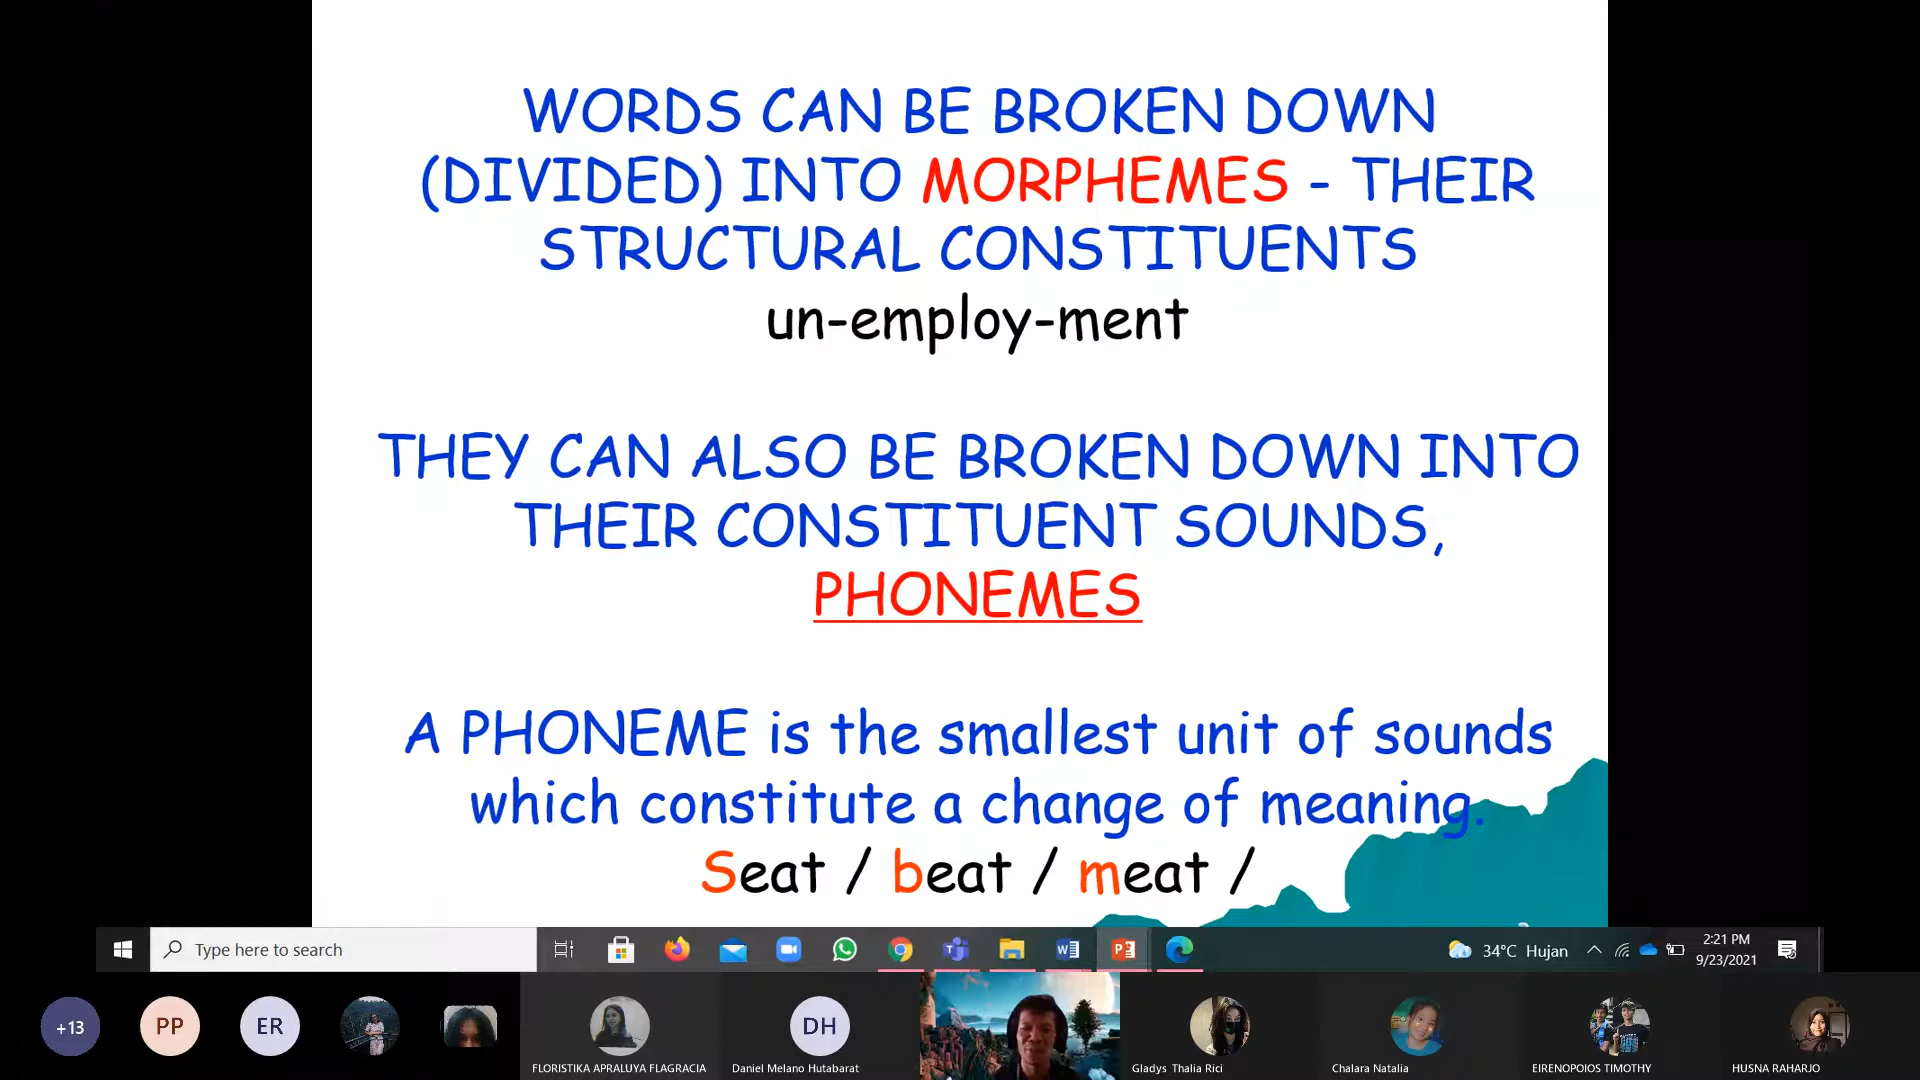 WORDS CAN BE BROKEN DOWN
(DIVIDED) INTO MORPHEMES - THEIR
STRUCTURAL CONSTITUENTS
un-employ-ment
THEY CAN ALSO BE BROKEN DOWN INTO
THEIR CONSTITUENT SOUNDS,
PHONEMES
A PHONEME is the smallest unit of sounds
which constitute a change of meaning.
Seat / beat / meat /
Type here to search
34°C Hujan
2:21 PM
9/23/2021
+13
PP
ER
DH
FLORISTIKA APRALUYA FLAGRACIA
Daniel Melano Hutabarat
Gladys Thalia Rici
Chalara Natalia
EIRENOPOIOS TIMOTHY
HUSNA RAHARJO